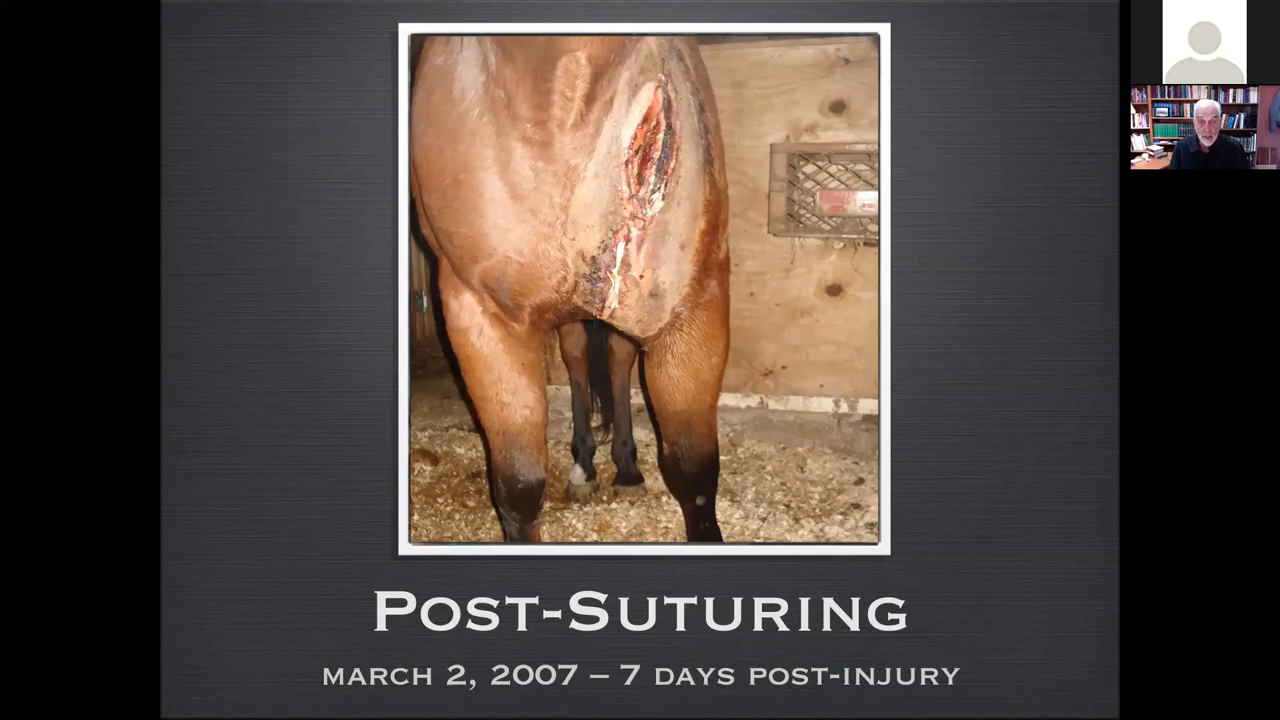 Post-Suturing
March 2, 2007 – 7 days post-injury